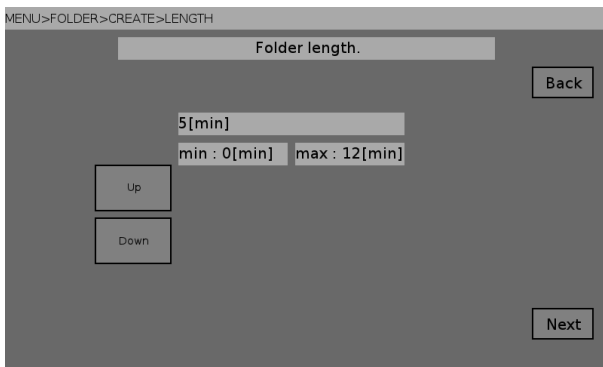 MENU>FOLDER>CREATE>LENGTH
Folder length.
Back
5[min]
min : 0[min] max : 12[min]
Up
Down
Next